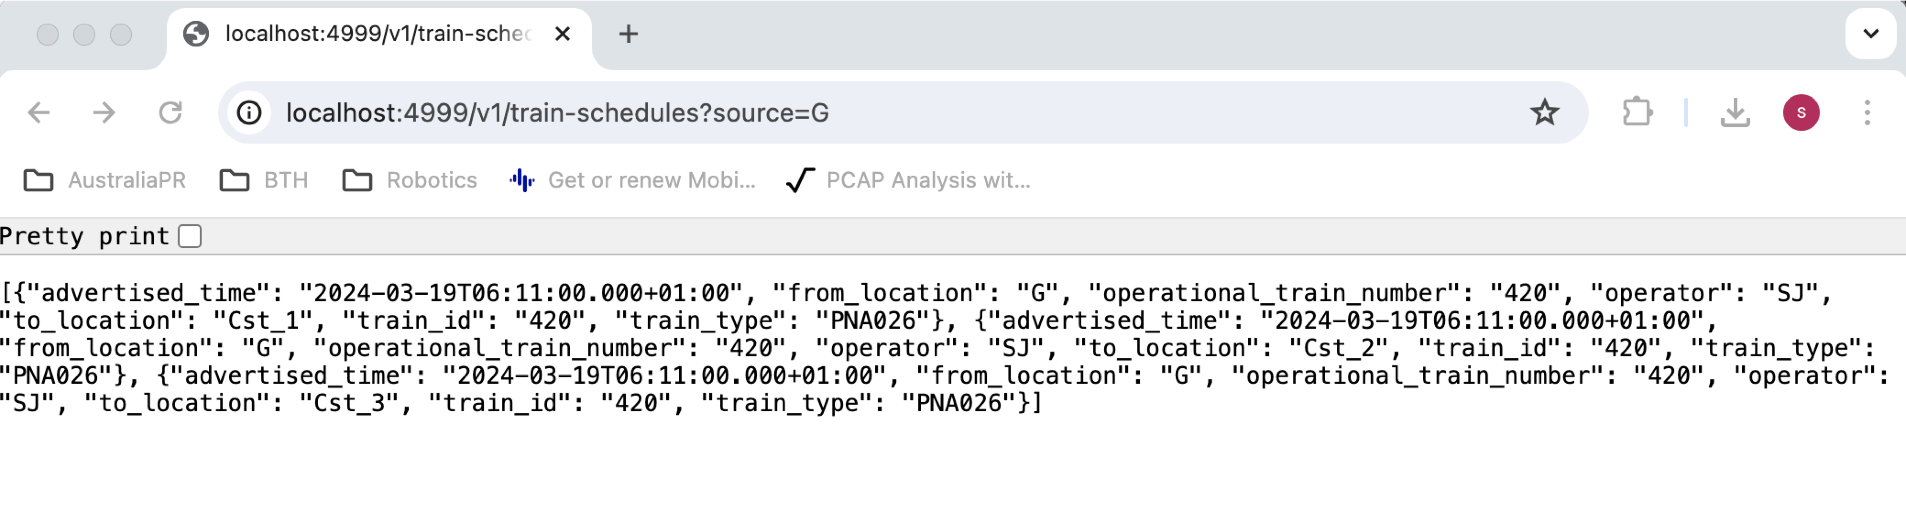 localhost:4999/v1/train-sche
localhost:4999/v1/train-schedules?source=G
S
AustraliaPR BTH Robotics Get or renew Mobi... PCAP Analysis wit...
Pretty print
[{"advertised_time": "2024-03-19T06:11:00.000+01:00", "from_location": "G", "operational_train_number": "420", "operator": "SJ",
"to_location": "Cst_1", "train_id": "420", "train_type": "PNA026"}, {"advertised_time": "2024-03-19T06:11:00.000+01:00",
"from_location": "G", "operational_train_number": "420", "operator": "SJ", "to_location": "Cst_2", "train_id": "420", "train_type":
"PNA026"}, {"advertised_time": "2024-03-19T06:11:00.000+01:00", "from_location": "G", "operational_train_number": "420", "operator":
"SJ", "to_location": "Cst_3", "train_id": "420", "train_type": "PNA026"}]